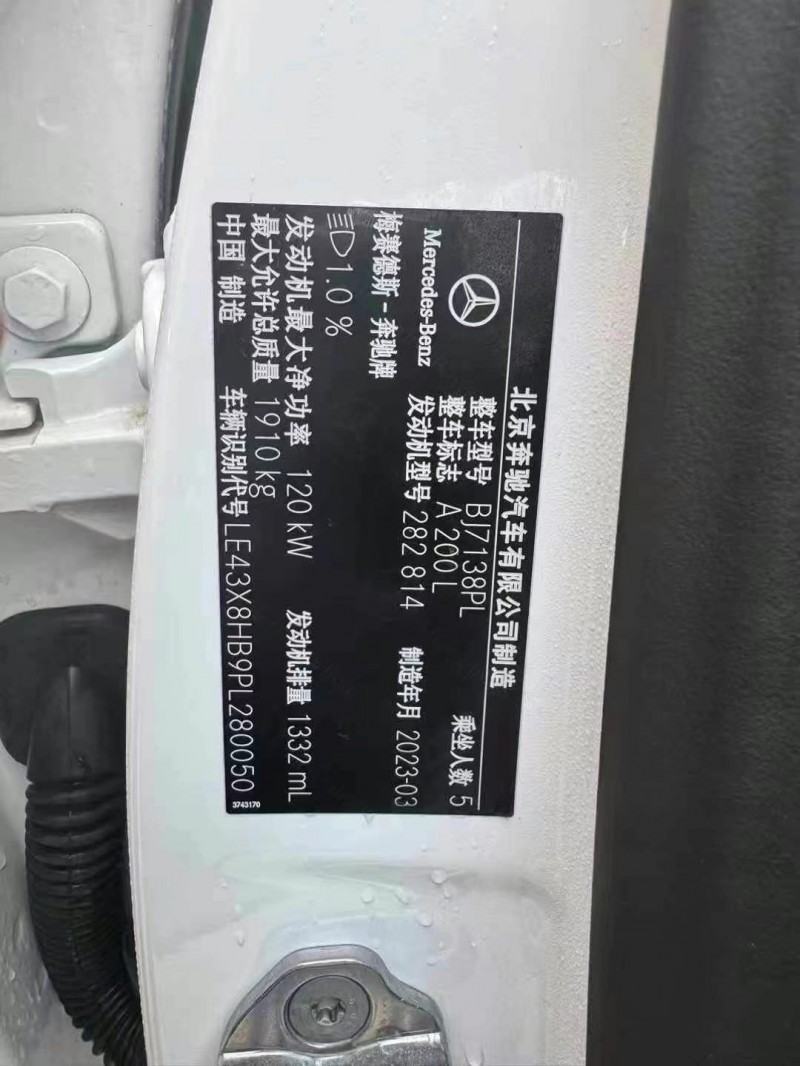 北京奔驰汽车有限公司制造
Mercedes-Benz
整车型号 BJ7138PL 乘坐人数 5
整车标志 A 200 L
梅赛德斯-奔驰牌 发动机型号 282 814 制造年月 2023-03
1.0 %
发动机最大净功率 120 kW 发动机排量 1332 mL
最大允许总质量 1910 kg
中国 制造 车辆识别代号 LE43X8HB9PL280050
3743170